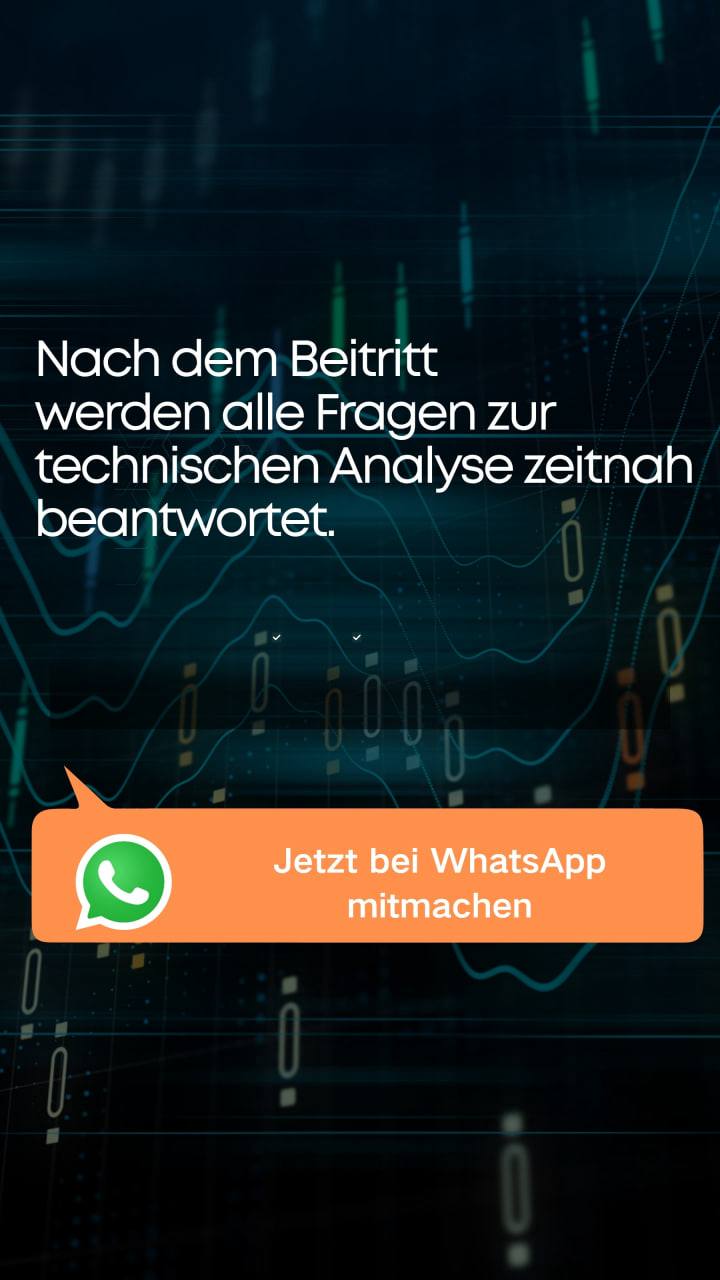 Nach dem Beitritt
werden alle Fragen zur
technischen Analyse zeitnah
beantwortet.
Jetzt bei WhatsApp
mitmachen